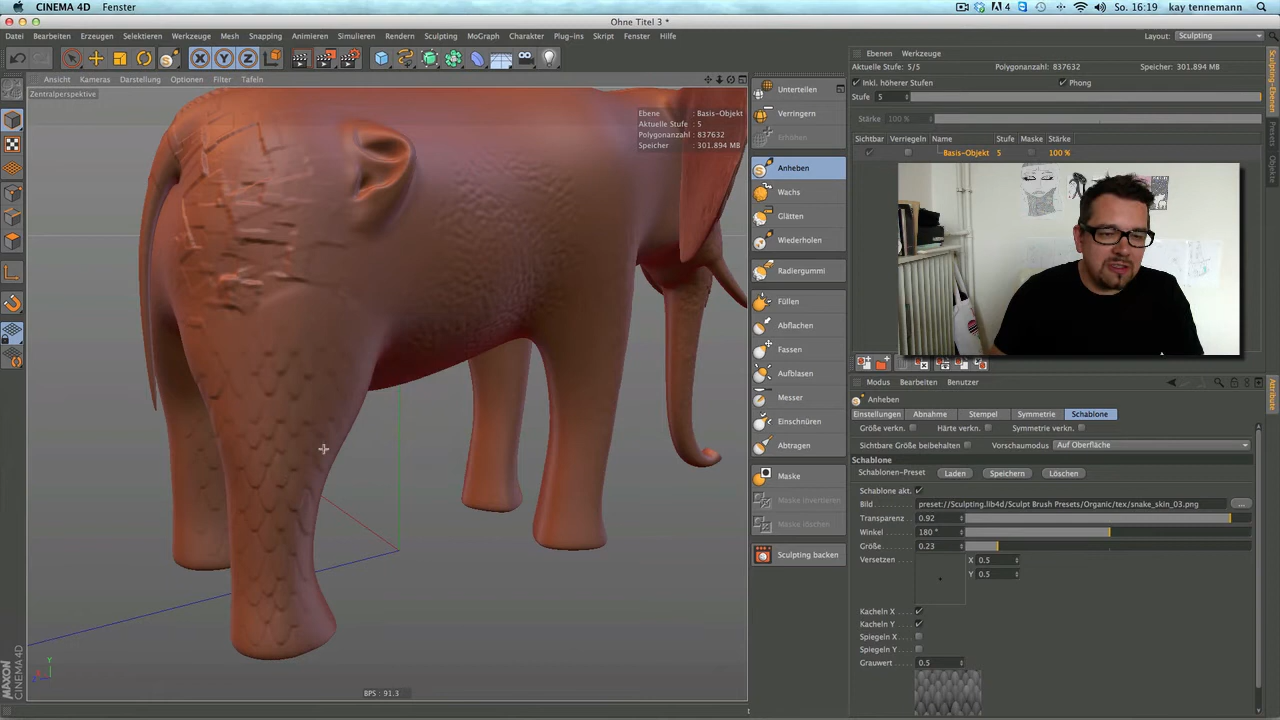 CINEMA 4D Fenster
4 So. 16:19 kay tennemann
Ohne Titel 3 *
Datei Bearbeiten Erzeugen Selektieren Werkzeuge Mesh Snapping Animieren Simulieren Rendern Sculpting MoGraph Charakter Plug-ins Skript Fenster Hilfe
Layout: Sculpting
X Y Z
Ansicht Kameras Darstellung Optionen Filter Tafeln
Zentralperspektive
Ebene : Basis-Objekt
Aktuelle Stufe : 5
Polygonanzahl : 837632
Speicher : 301.894 MB
BPS : 91.3
Y
X
Z
MAXON
CINEMA 4D
Unterteilen
Verringern
Erhöhen
Anheben
Wachs
Glätten
Wiederholen
Radiergummi
Füllen
Abflachen
Fassen
Aufblasen
Messer
Einschnüren
Abtragen
Maske
Maske invertieren
Maske löschen
Sculpting backen
Ebenen Werkzeuge
Aktuelle Stufe: 5/5 Polygonanzahl: 837632 Speicher: 301.894 MB
Inkl. höherer Stufen Phong
Stufe 5
Stärke 100 %
Sichtbar Verriegeln Name Stufe Maske Stärke
Basis-Objekt 5 100 %
Sculpting-Ebenen
Presets
Objekte
Attribute
Modus Bearbeiten Benutzer
Anheben
Einstellungen Abnahme Stempel Symmetrie Schablone
Größe verkn. Härte verkn. Symmetrie verkn.
Sichtbare Größe beibehalten Vorschaumodus Auf Oberfläche
Schablone
Schablonen-Preset Laden Speichern Löschen
Schablone akt.
Bild preset://Sculpting.lib4d/Sculpt Brush Presets/Organic/tex/snake_skin_03.png ...
Transparenz 0.92
Winkel 180 °
Größe 0.23
Versetzen X 0.5
Y 0.5
Kacheln X
Kacheln Y
Spiegeln X
Spiegeln Y
Grauwert 0.5